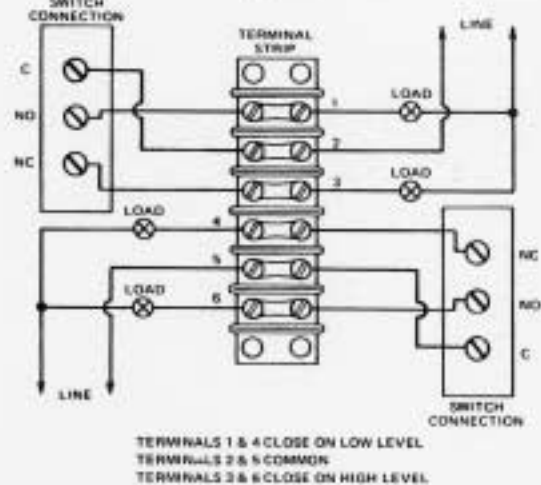 SWITCH
CONNECTION
TERMINAL
STRIP
LINE
C
NO
NC
LOAD
1
2
LOAD
3
LOAD
4
5
LOAD
6
NC
NO
C
LINE
SWITCH
CONNECTION
TERMINALS 1 & 4 CLOSE ON LOW LEVEL
TERMINALS 2 & 5 COMMON
TERMINALS 3 & 6 CLOSE ON HIGH LEVEL